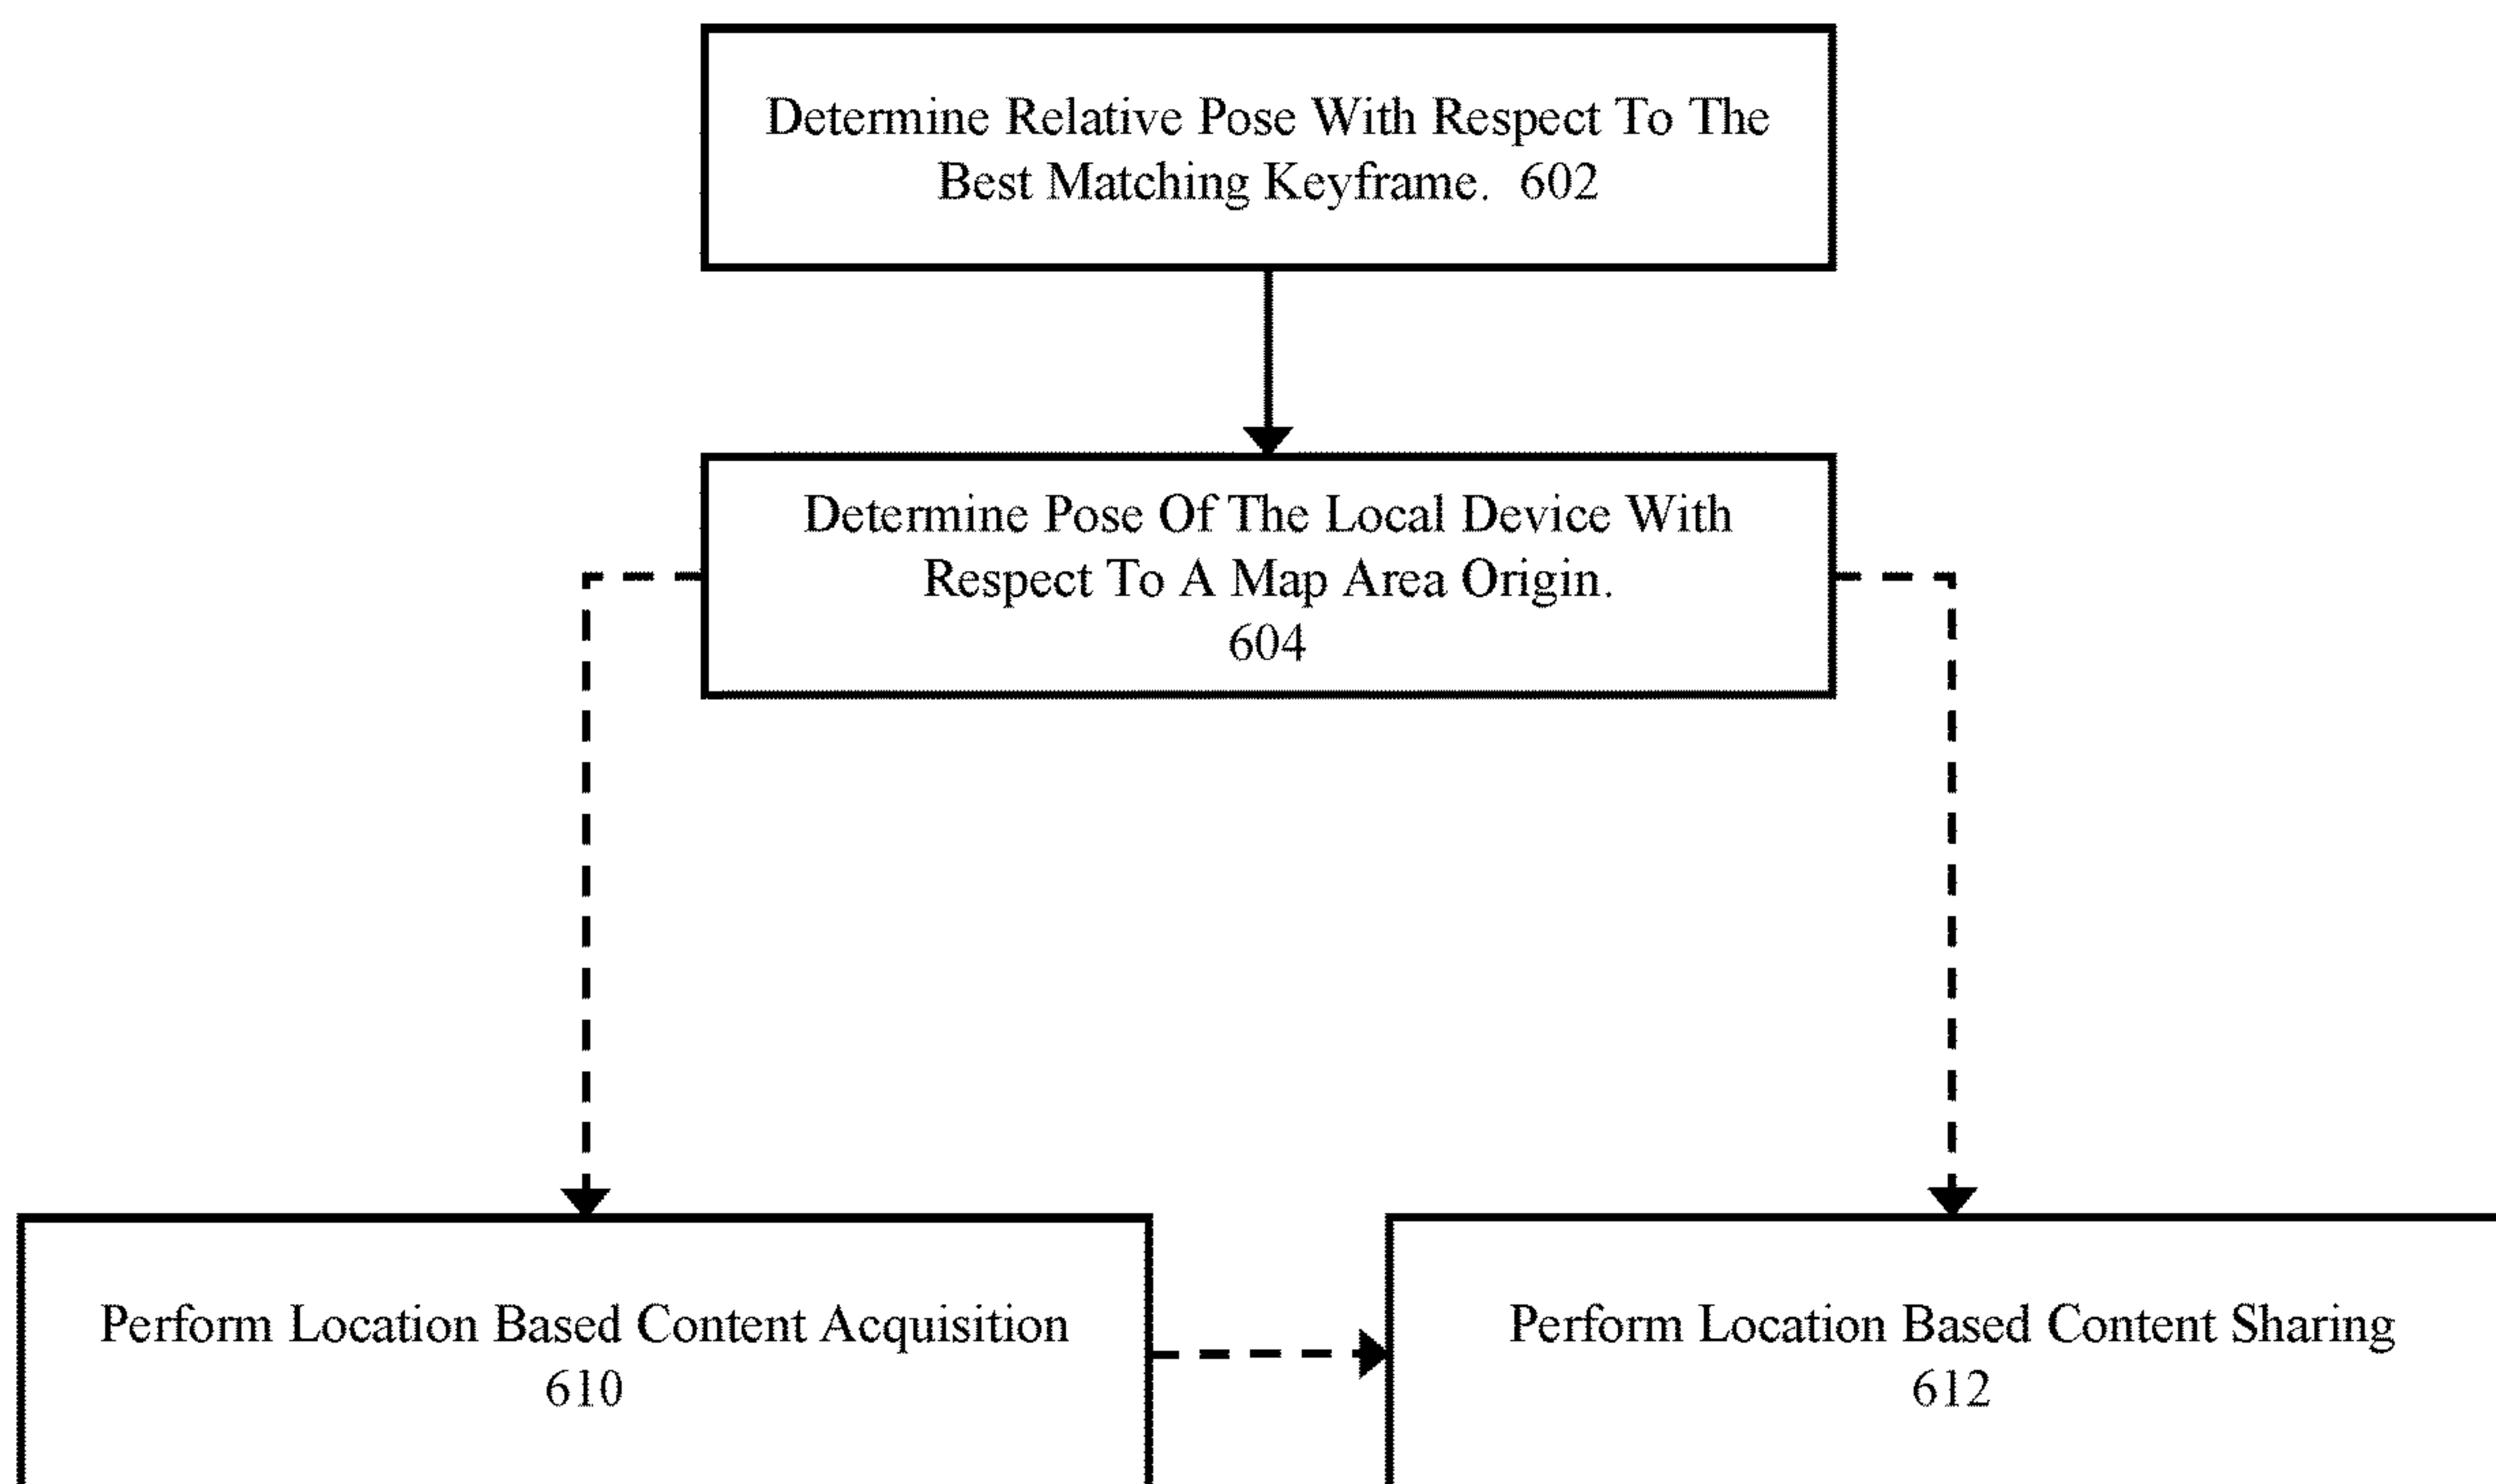 Determine Relative Pose With Respect To The
Best Matching Keyframe. 602
Determine Pose Of The Local Device With
Respect To A Map Area Origin.
604
Perform Location Based Content Acquisition
610
Perform Location Based Content Sharing
612